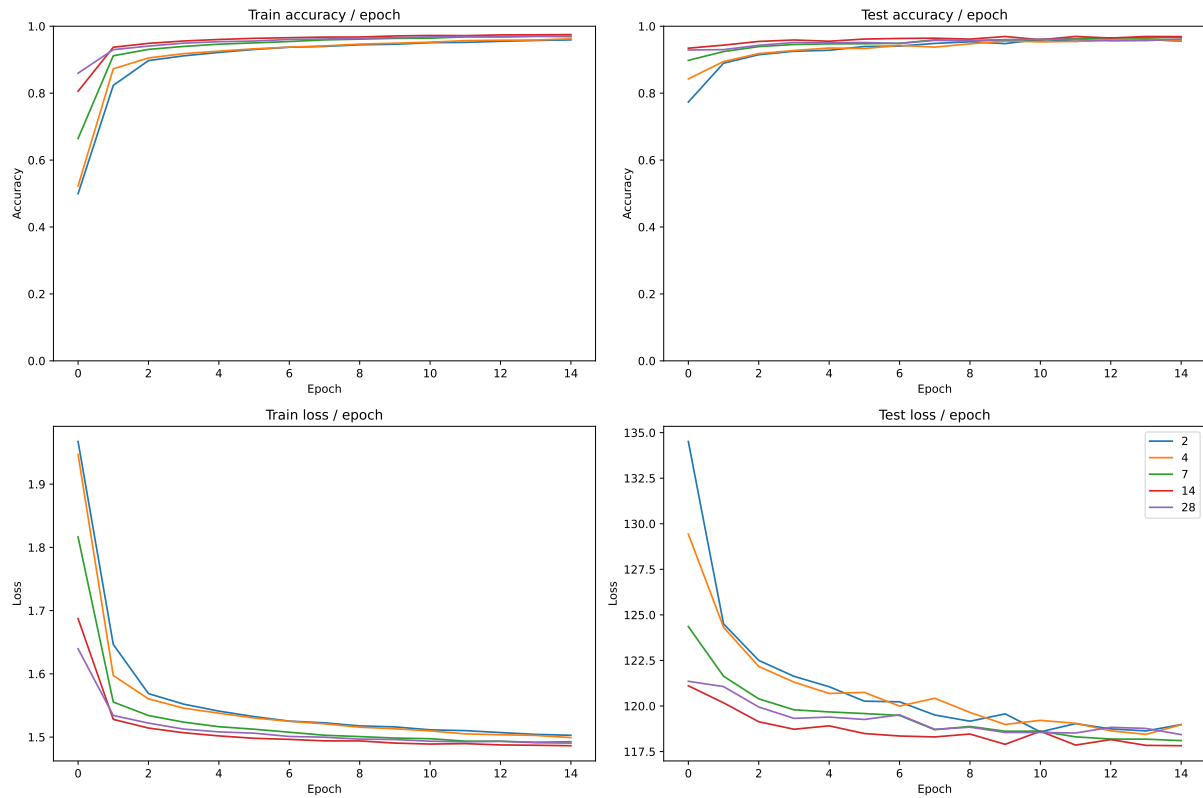 Train accuracy / epoch
Accuracy
1.0
0.8
0.6
0.4
0.2
0.0
0 2 4 6 8 10 12 14
Epoch
Test accuracy / epoch
Accuracy
1.0
0.8
0.6
0.4
0.2
0.0
0 2 4 6 8 10 12 14
Epoch
Train loss / epoch
Loss
1.9
1.8
1.7
1.6
1.5
0 2 4 6 8 10 12 14
Epoch
Test loss / epoch
Loss
135.0
132.5
130.0
127.5
125.0
122.5
120.0
117.5
0 2 4 6 8 10 12 14
Epoch
2
4
7
14
28